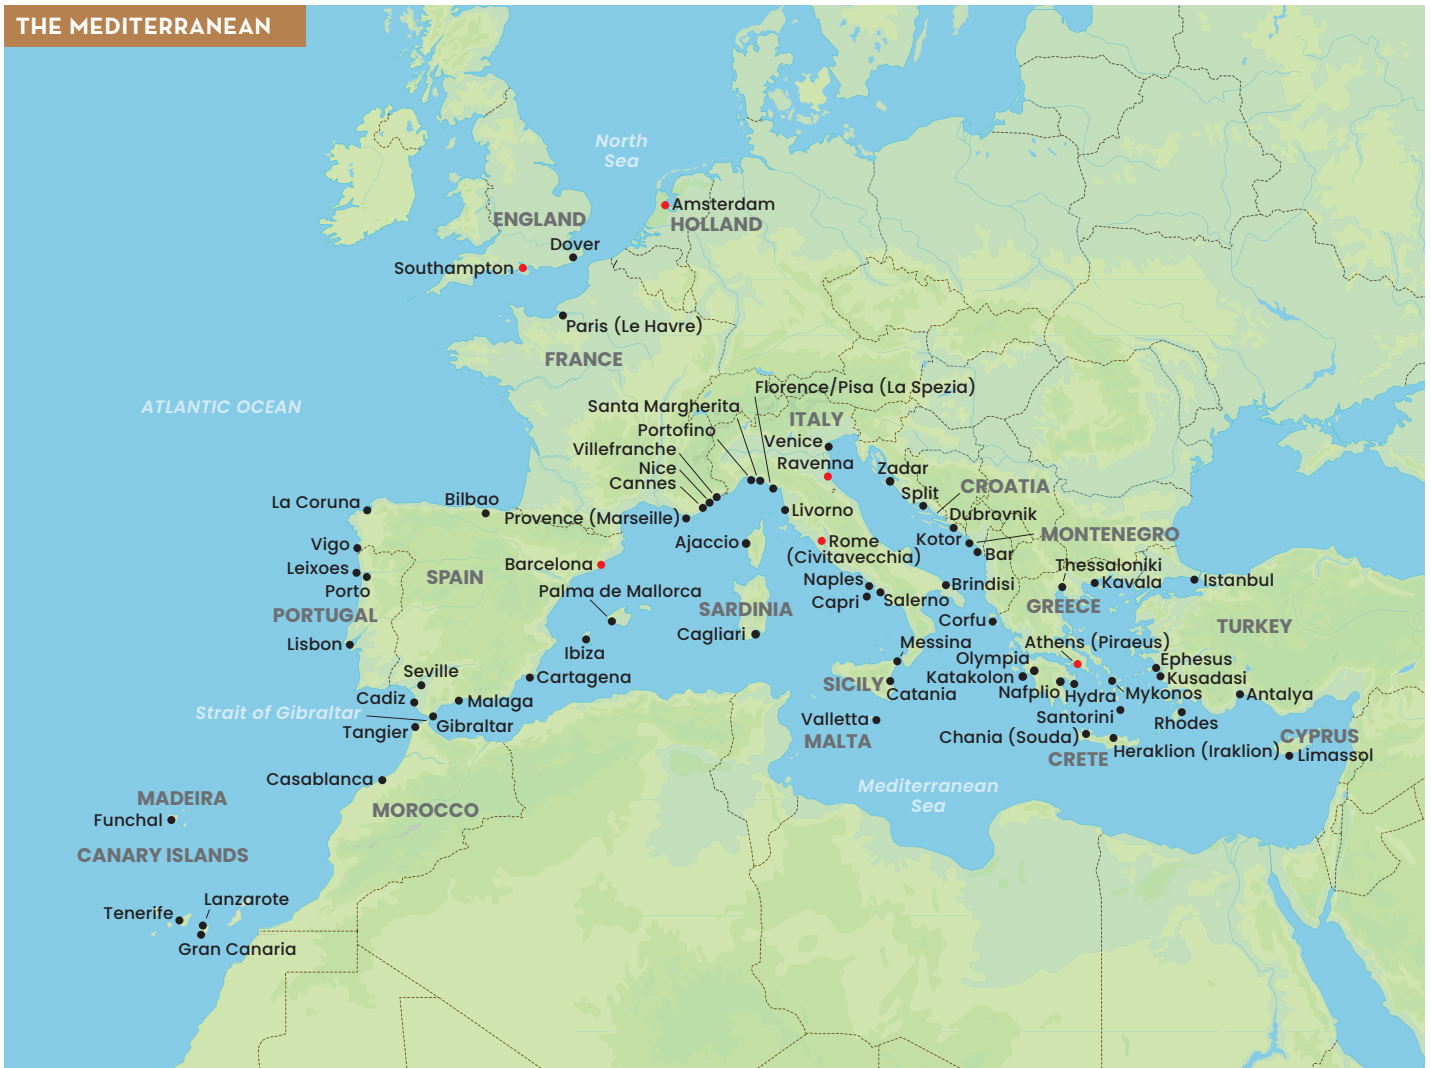 THE MEDITERRANEAN
North
Sea
Amsterdam
HOLLAND
ENGLAND
Dover
Southampton
Paris (Le Havre)
FRANCE
ATLANTIC OCEAN
Florence/Pisa (La Spezia)
Santa Margherita
ITALY
Portofino
Venice
Villefranche
Ravenna
Nice
Cannes
Zadar
Split
CROATIA
La Coruna
Bilbao
Provence (Marseille)
Livorno
Dubrovnik
Kotor
MONTENEGRO
Vigo
Ajaccio
Rome
(Civitavecchia)
Bar
Leixoes
Barcelona
Thessaloniki
SPAIN
Porto
Palma de Mallorca
Naples
Capri
Salerno
Brindisi
Kavala
Istanbul
PORTUGAL
SARDINIA
GREECE
Corfu
TURKEY
Lisbon
Cagliari
Ibiza
Messina
Athens (Piraeus)
Olympia
Ephesus
Seville
Cartagena
SICILY
Katakolon
Kusadasi
Cadiz
Malaga
Catania
Nafplio
Hydra
Mykonos
Antalya
Strait of Gibraltar
Gibraltar
Valletta
Santorini
Rhodes
Tangier
MALTA
Chania (Souda)
CYPRUS
Heraklion (Iraklion)
Limassol
CRETE
Casablanca
Mediterranean
Sea
MADEIRA
MOROCCO
Funchal
CANARY ISLANDS
Lanzarote
Tenerife
Gran Canaria